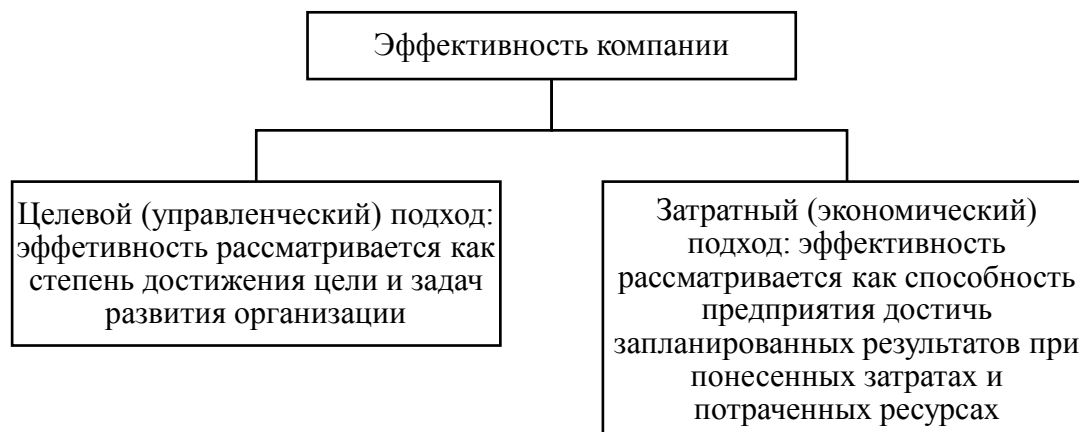 Эффективность компании
Целевой (управленческий) подход:
эффетивность рассматривается как
степень достижения цели и задач
развития организации
Затратный (экономический)
подход: эффективность
рассматривается как способность
предприятия достичь
запланированных результатов при
понесенных затратах и
потраченных ресурсах